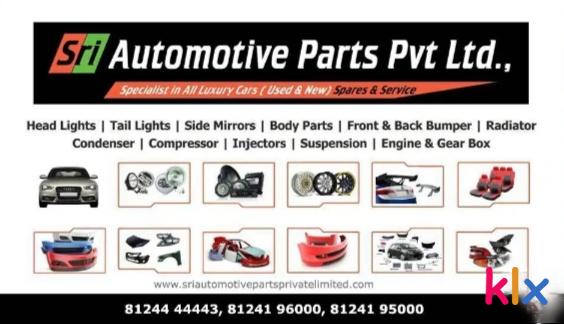 Sri Automotive Parts Pvt Ltd.,
Specialist in All Luxury Cars ( Used & New) Spares & Service
Head Lights | Tail Lights | Side Mirrors | Body Parts | Front & Back Bumper | Radiator
Condenser | Compressor | Injectors | Suspension | Engine & Gear Box
www.sriautomotivepartsprivatelimited.com
klx
81244 44443, 81241 96000, 81241 95000